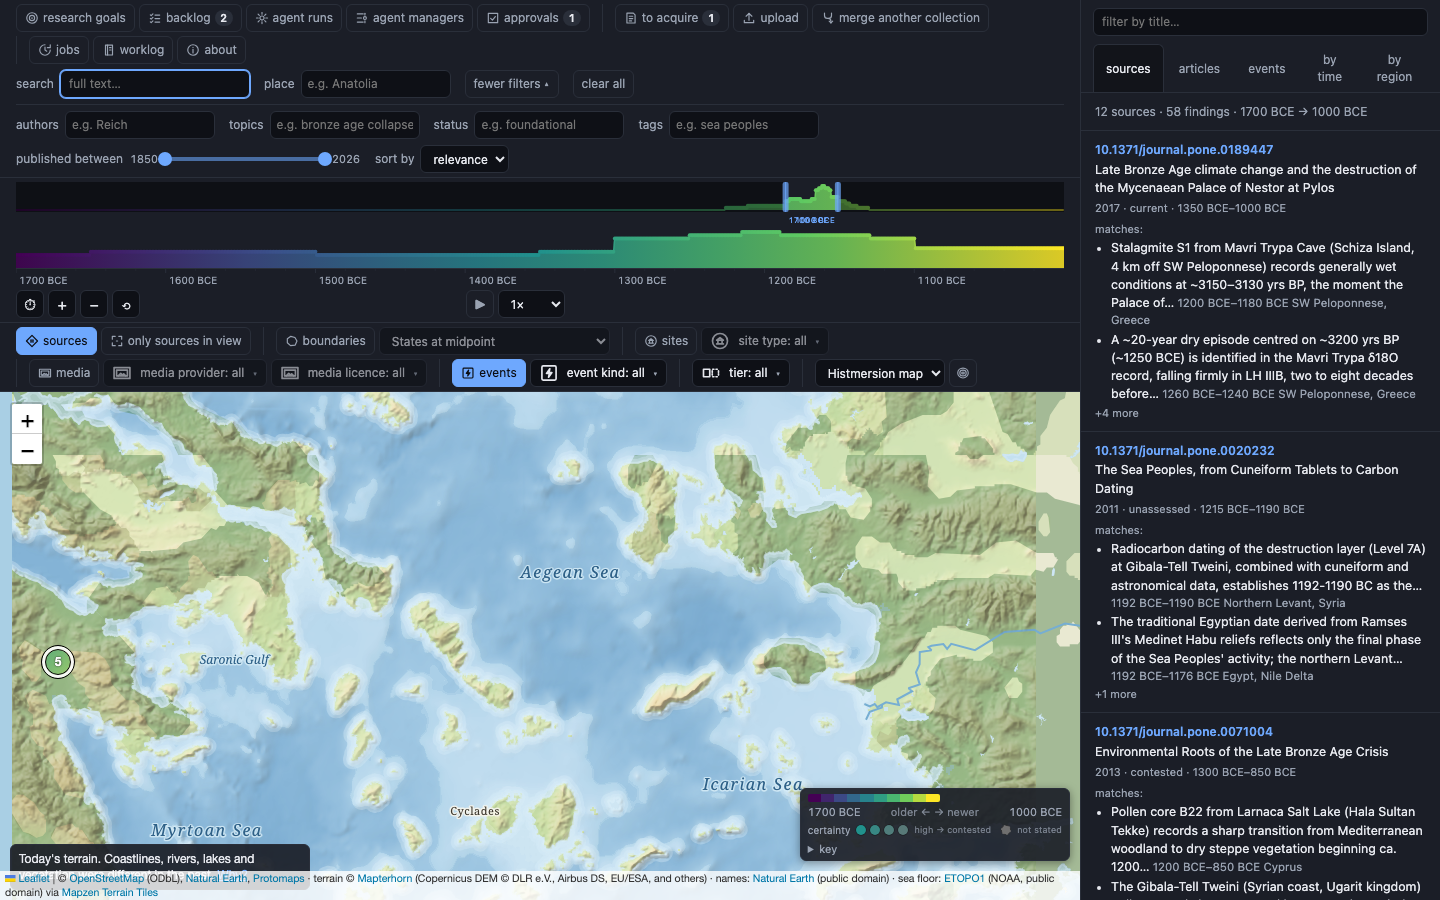 research goals
backlog 2
agent runs
agent managers
approvals 1
to acquire 1
upload
merge another collection
jobs
worklog
about
search full text...
place e.g. Anatolia
fewer filters
clear all
authors e.g. Reich
topics e.g. bronze age collapse
status e.g. foundational
tags e.g. sea peoples
published between 1850 2026
sort by relevance
1700 BCE 1600 BCE 1500 BCE 1400 BCE 1300 BCE 1200 BCE 1100 BCE
1×
sources
only sources in view
boundaries
States at midpoint
sites
site type: all
media
media provider: all
media licence: all
events
event kind: all
tier: all
Histmersion map
+
−
Aegean Sea
5
Saronic Gulf
Icarian Sea
Cyclades
Myrtoan Sea
1700 BCE older ← → newer 1000 BCE
certainty high → contested not stated
key
Today's terrain. Coastlines, rivers, lakes and
Leaflet | © OpenStreetMap (ODbL), Natural Earth, Protomaps · terrain © Mapterhorn (Copernicus DEM © DLR e.V., Airbus DS, EU/ESA, and others) · names: Natural Earth (public domain) · sea floor: ETOPO1 (NOAA, public
domain) via Mapzen Terrain Tiles
filter by title...
sources
articles
events
by
time
by
region
12 sources · 58 findings · 1700 BCE → 1000 BCE
10.1371/journal.pone.0189447
Late Bronze Age climate change and the destruction of
the Mycenaean Palace of Nestor at Pylos
2017 · current · 1350 BCE–1000 BCE
matches:
Stalagmite S1 from Mavri Trypa Cave (Schiza Island,
4 km off SW Peloponnese) records generally wet
conditions at ~3150–3130 yrs BP, the moment the
Palace of… 1200 BCE–1180 BCE SW Peloponnese,
Greece
A ~20-year dry episode centred on ~3200 yrs BP
(~1250 BCE) is identified in the Mavri Trypa δ18O
record, falling firmly in LH IIIB, two to eight decades
before… 1260 BCE–1240 BCE SW Peloponnese, Greece
+4 more
10.1371/journal.pone.0020232
The Sea Peoples, from Cuneiform Tablets to Carbon
Dating
2011 · unassessed · 1215 BCE–1190 BCE
matches:
Radiocarbon dating of the destruction layer (Level 7A)
at Gibala-Tell Tweini, combined with cuneiform and
astronomical data, establishes 1192-1190 BC as the…
1192 BCE–1190 BCE Northern Levant, Syria
The traditional Egyptian date derived from Ramses
III's Medinet Habu reliefs reflects only the final phase
of the Sea Peoples' activity; the northern Levant…
1192 BCE–1176 BCE Egypt, Nile Delta
+1 more
10.1371/journal.pone.0071004
Environmental Roots of the Late Bronze Age Crisis
2013 · contested · 1300 BCE–850 BCE
matches:
Pollen core B22 from Larnaca Salt Lake (Hala Sultan
Tekke) records a sharp transition from Mediterranean
woodland to dry steppe vegetation beginning ca.
1200… 1200 BCE–850 BCE Cyprus
The Gibala-Tell Tweini (Syrian coast, Ugarit kingdom)